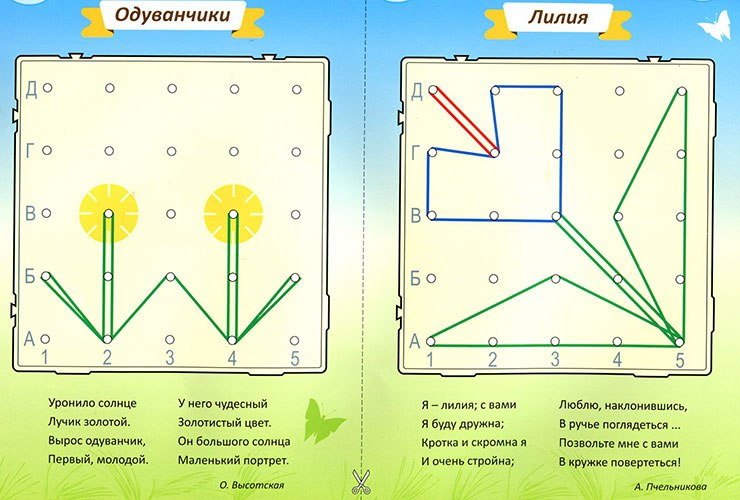 Одуванчики
Д
Г
В
Б
А
1 2 3 4 5
Уронило солнце
Лучик золотой.
Вырос одуванчик,
Первый, молодой.
У него чудесный
Золотистый цвет.
Он большого солнца
Маленький портрет.
О. Высотская
Лилия
Д
Г
В
Б
А
1 2 3 4 5
Я – лилия; с вами
Я буду дружна;
Кротка и скромна я
И очень стройна;
Люблю, наклонившись,
В ручье поглядеться ...
Позвольте мне с вами
В кружке повертеться!
А. Пчельникова